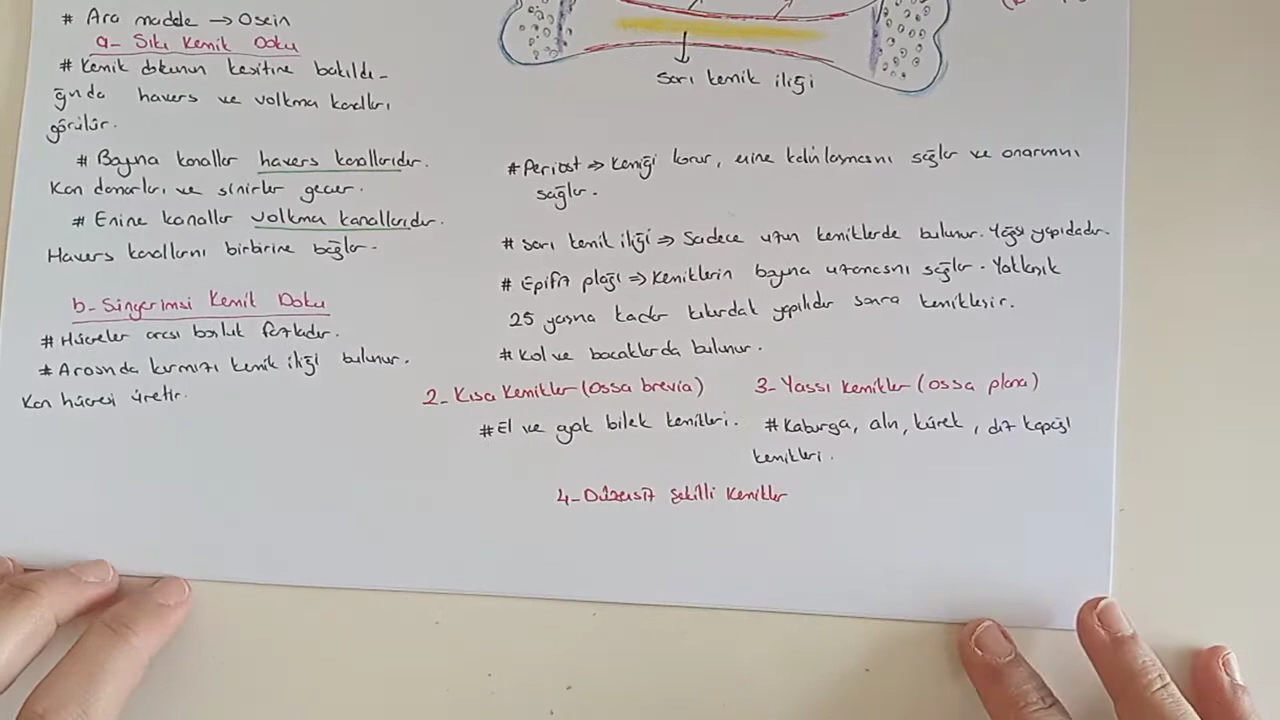 # Ara madde → Osein
a- Sıkı Kemik Doku
# Kemik dokunun kesitine bakıldı-
ğında havers ve volkman kanalları
görülür.
# Boyuna kanallar havers kanallarıdır.
Kan damarları ve sinirler geçer.
# Enine kanallar volkman kanallarıdır.
Havers kanallarını birbirine bağlar.
b- Süngerimsi Kemik Doku
# Hücreler arası boşluk fazladır.
# Arasında kırmızı kemik iliği bulunur.
Kan hücresi üretir.
Sarı kemik iliği
# Periost ⇒ Kemiği korur, enine kalınlaşmasını sağlar ve onarımını
sağlar.
# Sarı kemik iliği ⇒ Sadece uzun kemiklerde bulunur. Yağsı yapıdadır.
# Epifiz plağı ⇒ Kemiklerin boyuna uzamasını sağlar. Yaklaşık
25 yaşına kadar kıkırdak yapılıdır sonra kemikleşir.
# Kol ve bacaklarda bulunur.
2- Kısa Kemikler (Ossa brevia)
# El ve ayak bilek kemikleri.
3- Yassı Kemikler (ossa plana)
# Kaburga, alın, kürek, diz kapağı
kemikleri.
4- Düzensiz Şekilli Kemikler